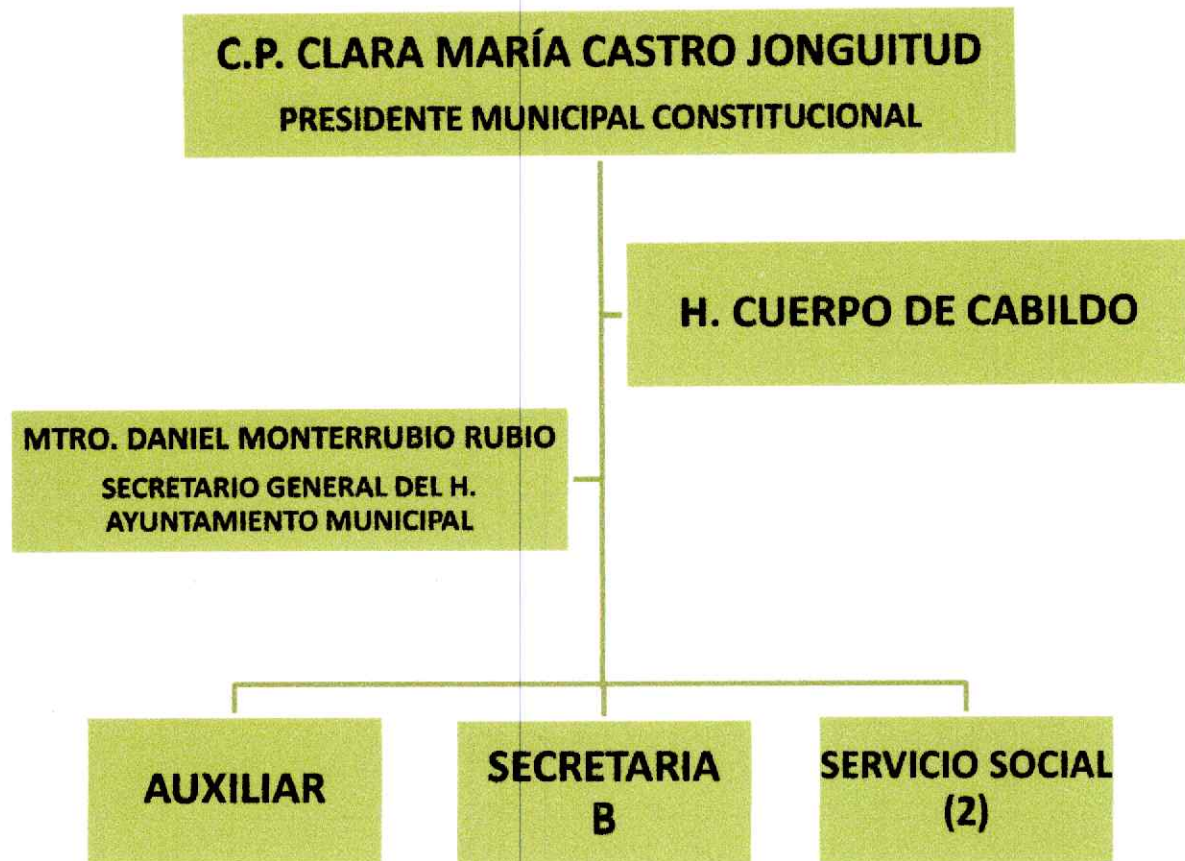 C.P. CLARA MARÍA CASTRO JONGUITUD
PRESIDENTE MUNICIPAL CONSTITUCIONAL
H. CUERPO DE CABILDO
MTRO. DANIEL MONTERRUBIO RUBIO
SECRETARIO GENERAL DEL H.
AYUNTAMIENTO MUNICIPAL
AUXILIAR
SECRETARIA
B
SERVICIO SOCIAL
(2)